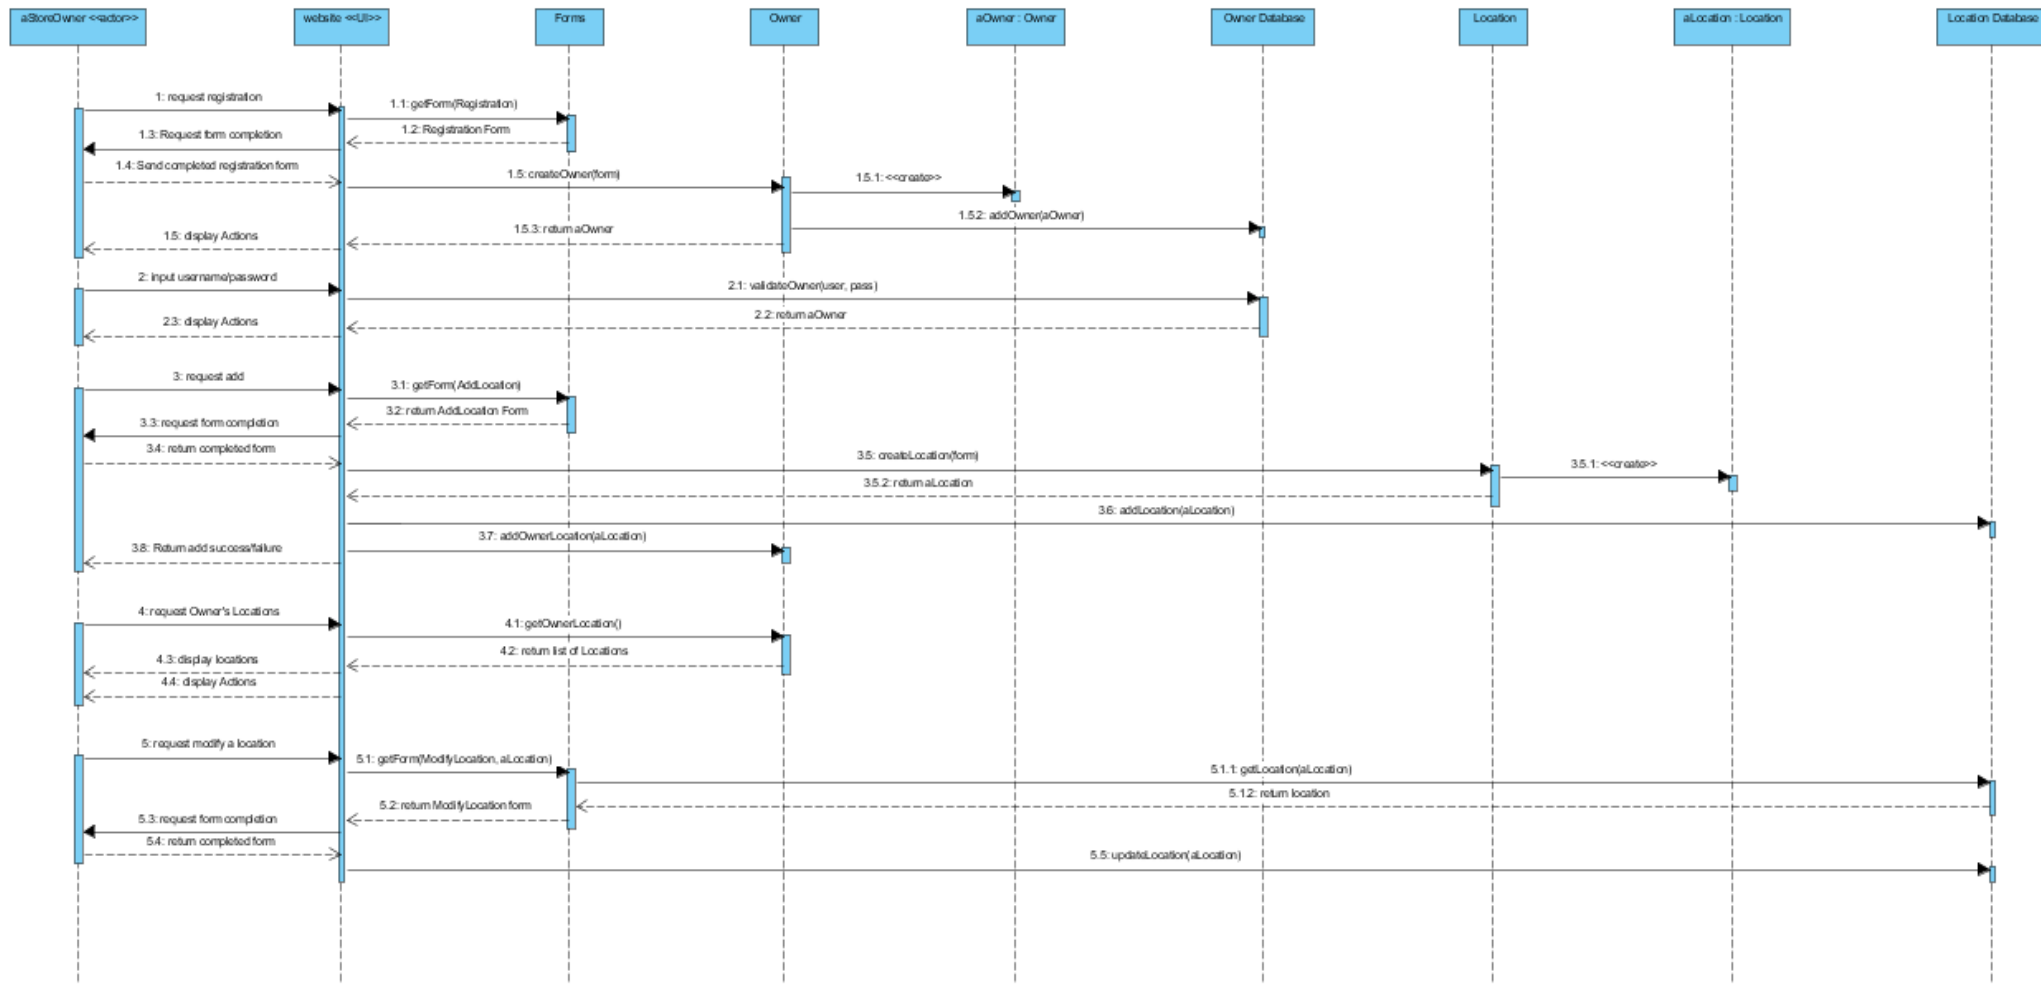 aStoreOwner <<actor>>
website <<UI>>
Forms
Owner
aOwner : Owner
Owner Database
Location
aLocation : Location
Location Database
1: request registration
1.1: getForm(Registration)
1.2: Registration Form
1.3: Request form completion
1.4: Send completed registration form
1.5: createOwner(form)
1.5.1: <<create>>
1.5.2: addOwner(aOwner)
1.5.3: return aOwner
1.5: display Actions
2: input username/password
2.1: validateOwner(user, pass)
2.2: return aOwner
2.3: display Actions
3: request add
3.1: getForm(AddLocation)
3.2: return AddLocation Form
3.3: request form completion
3.4: return completed form
3.5: createLocation(form)
3.5.1: <<create>>
3.5.2: return aLocation
3.6: addLocation(aLocation)
3.7: addOwnerLocation(aLocation)
3.8: Return add success/failure
4: request Owner's Locations
4.1: getOwnerLocation()
4.2: return list of Locations
4.3: display locations
4.4: display Actions
5: request modify a location
5.1: getForm(ModifyLocation, aLocation)
5.1.1: getLocation(aLocation)
5.1.2: return location
5.2: return ModifyLocation form
5.3: request form completion
5.4: return completed form
5.5: updateLocation(aLocation)